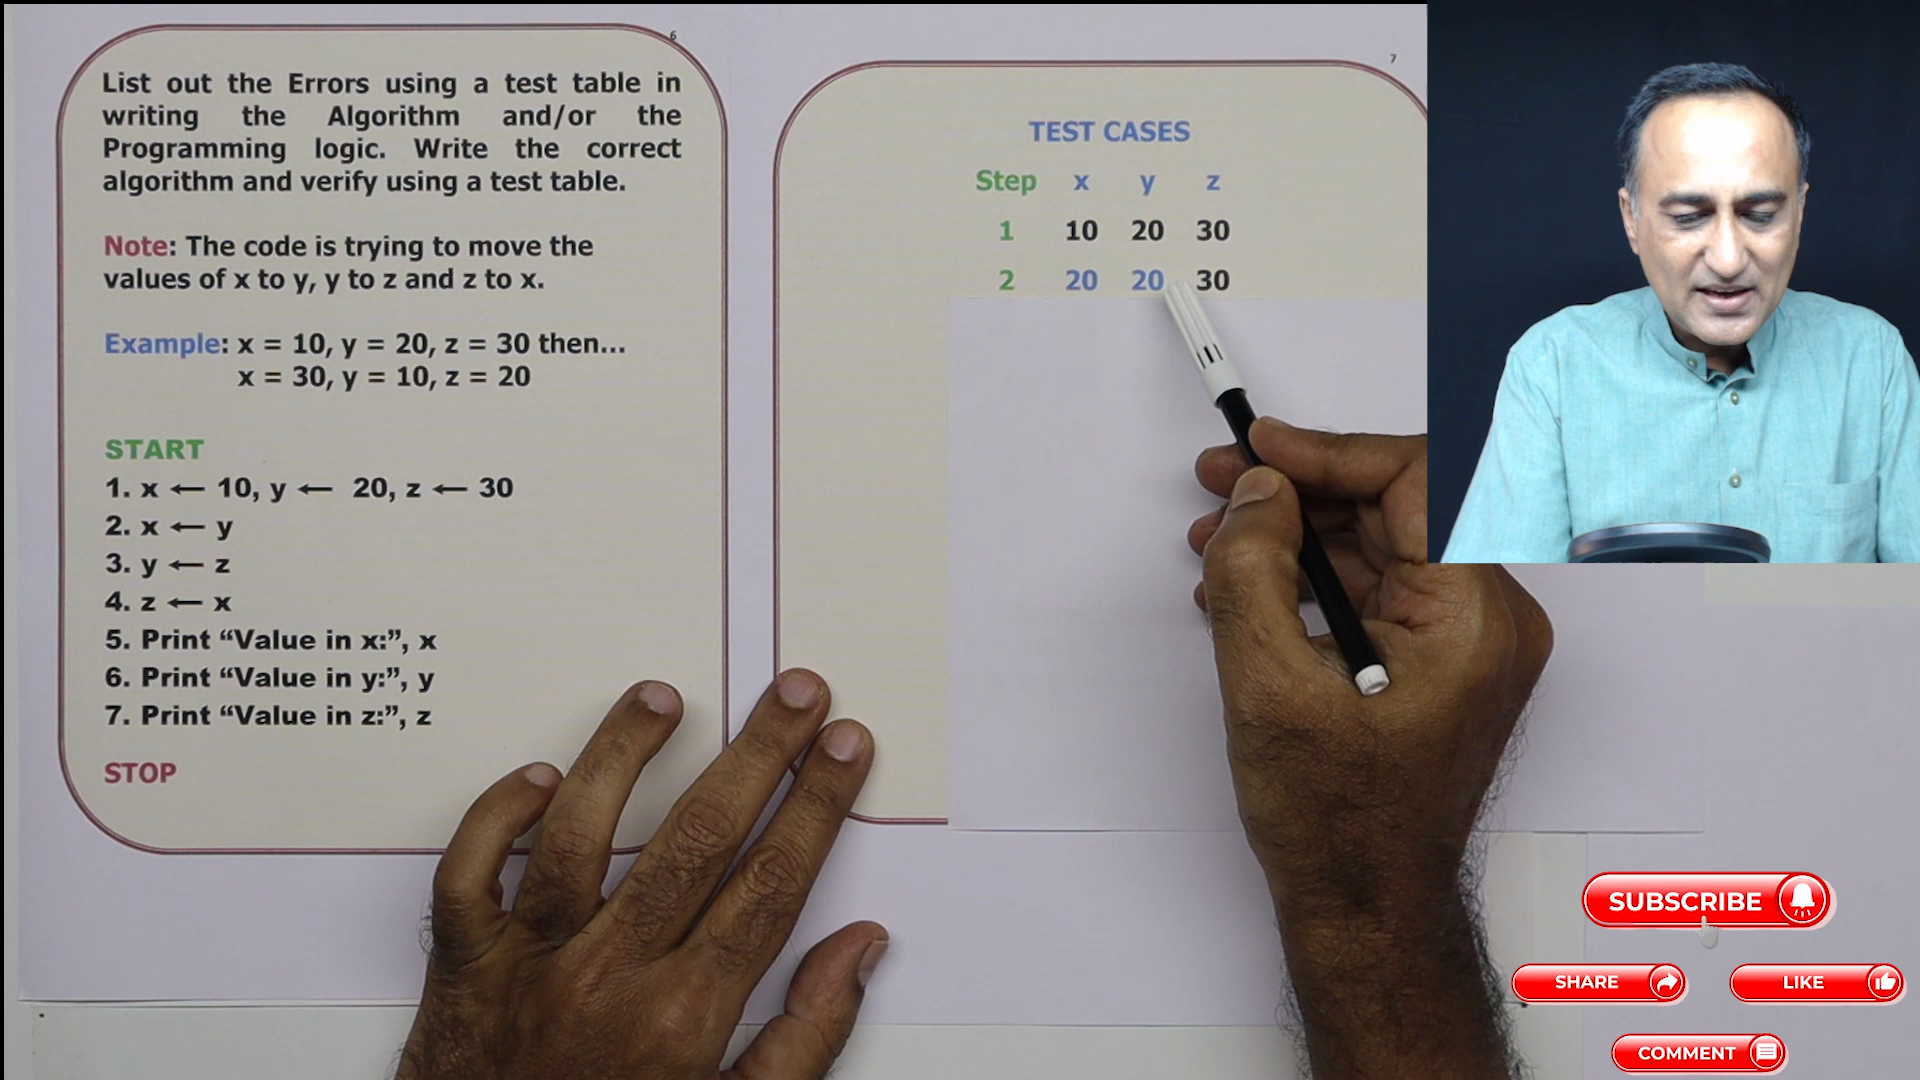 6
List out the Errors using a test table in
writing the Algorithm and/or the
Programming logic. Write the correct
algorithm and verify using a test table.
Note: The code is trying to move the
values of x to y, y to z and z to x.
Example: x = 10, y = 20, z = 30 then...
x = 30, y = 10, z = 20
START
1. x ← 10, y ← 20, z ← 30
2. x ← y
3. y ← z
4. z ← x
5. Print “Value in x:”, x
6. Print “Value in y:”, y
7. Print “Value in z:”, z
STOP
7
TEST CASES
Step x y z
1 10 20 30
2 20 20 30
SUBSCRIBE
SHARE
LIKE
COMMENT